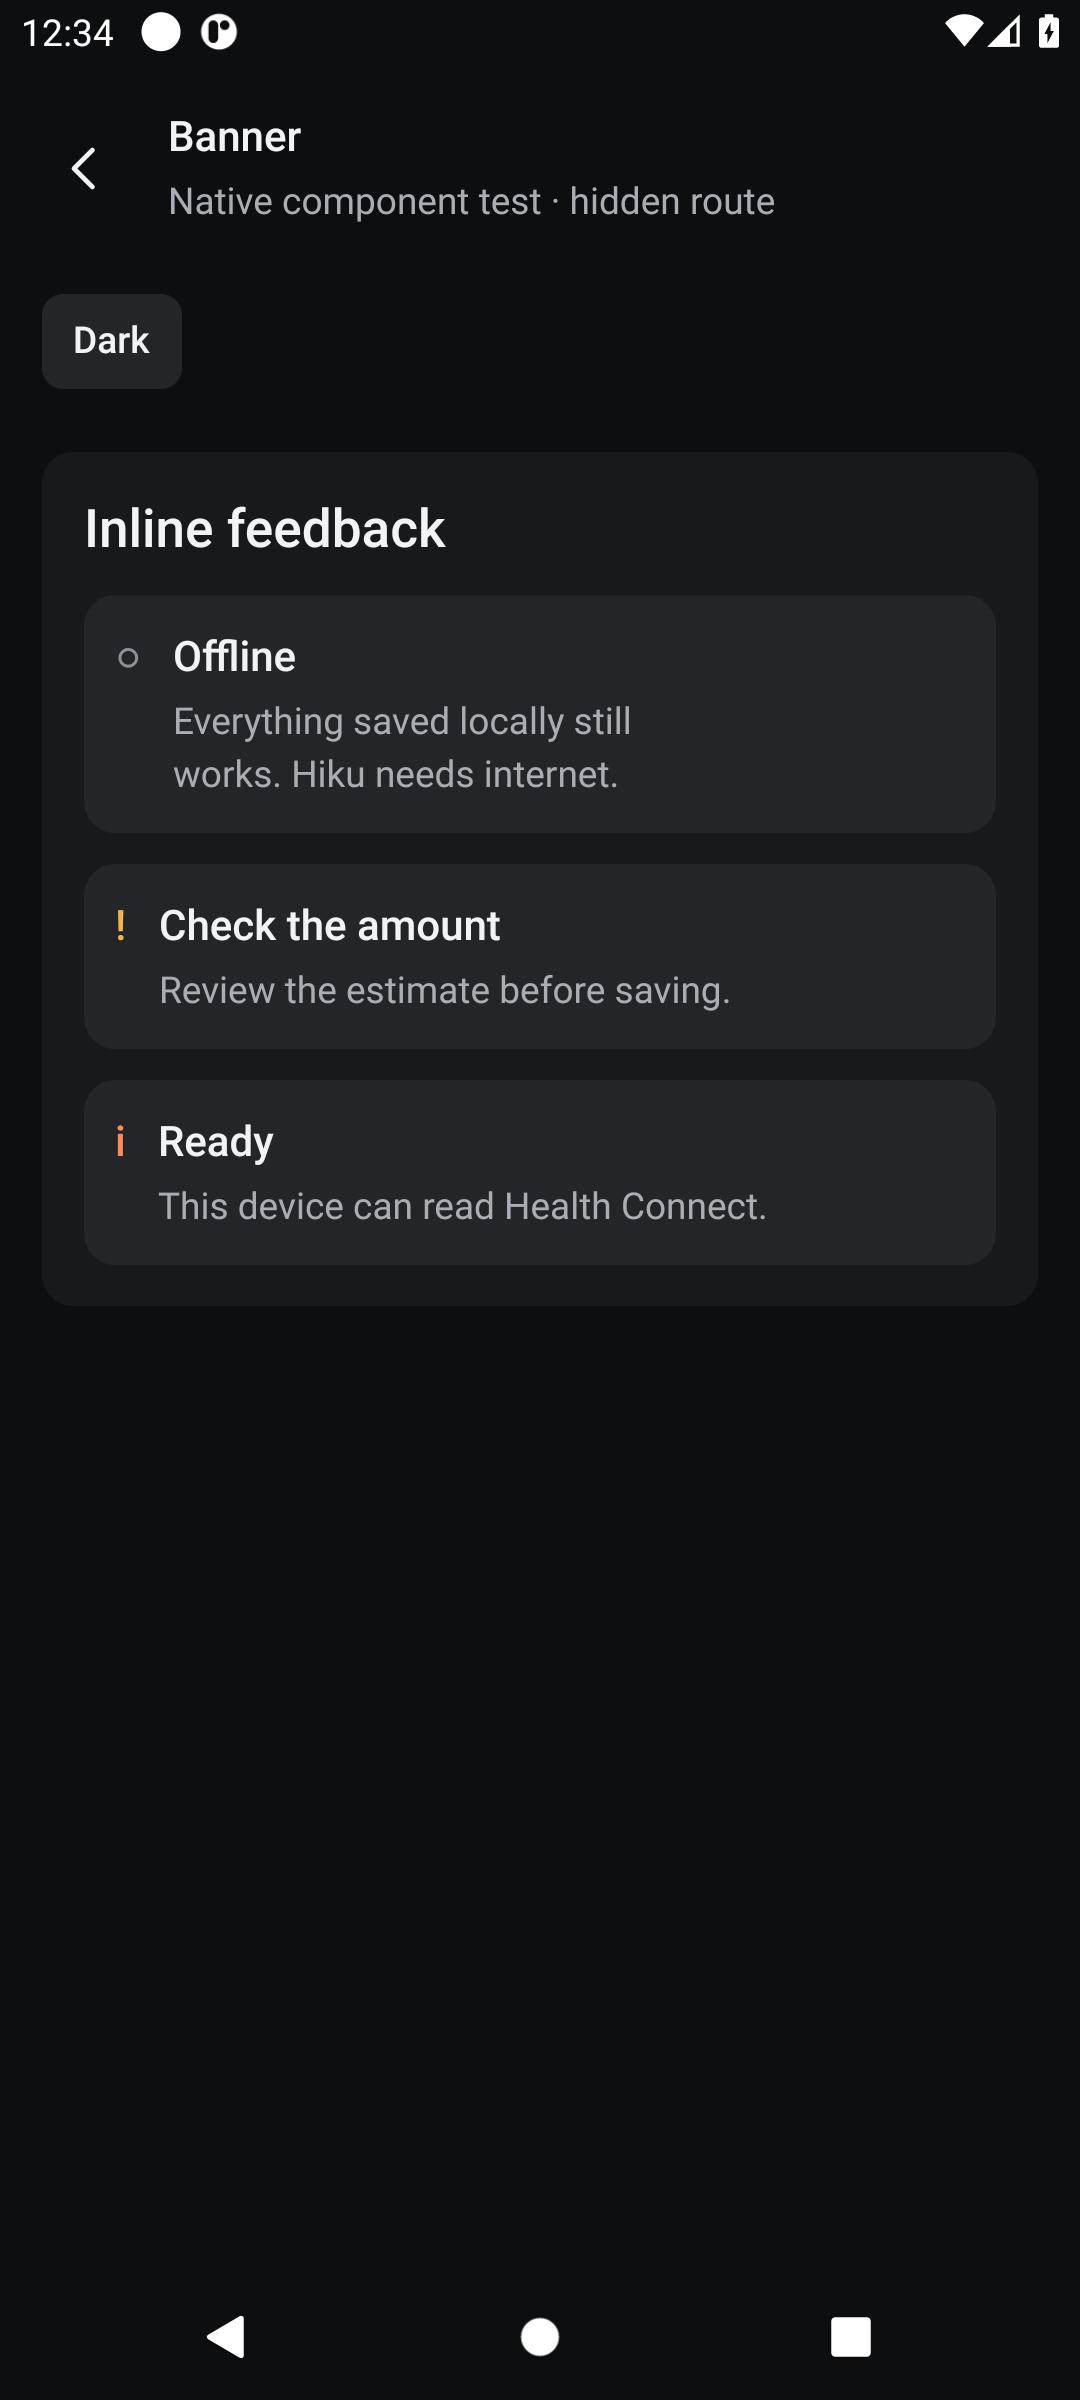 12:34
Banner
Native component test · hidden route
Dark
Inline feedback
Offline
Everything saved locally still
works. Hiku needs internet.
! Check the amount
Review the estimate before saving.
i Ready
This device can read Health Connect.